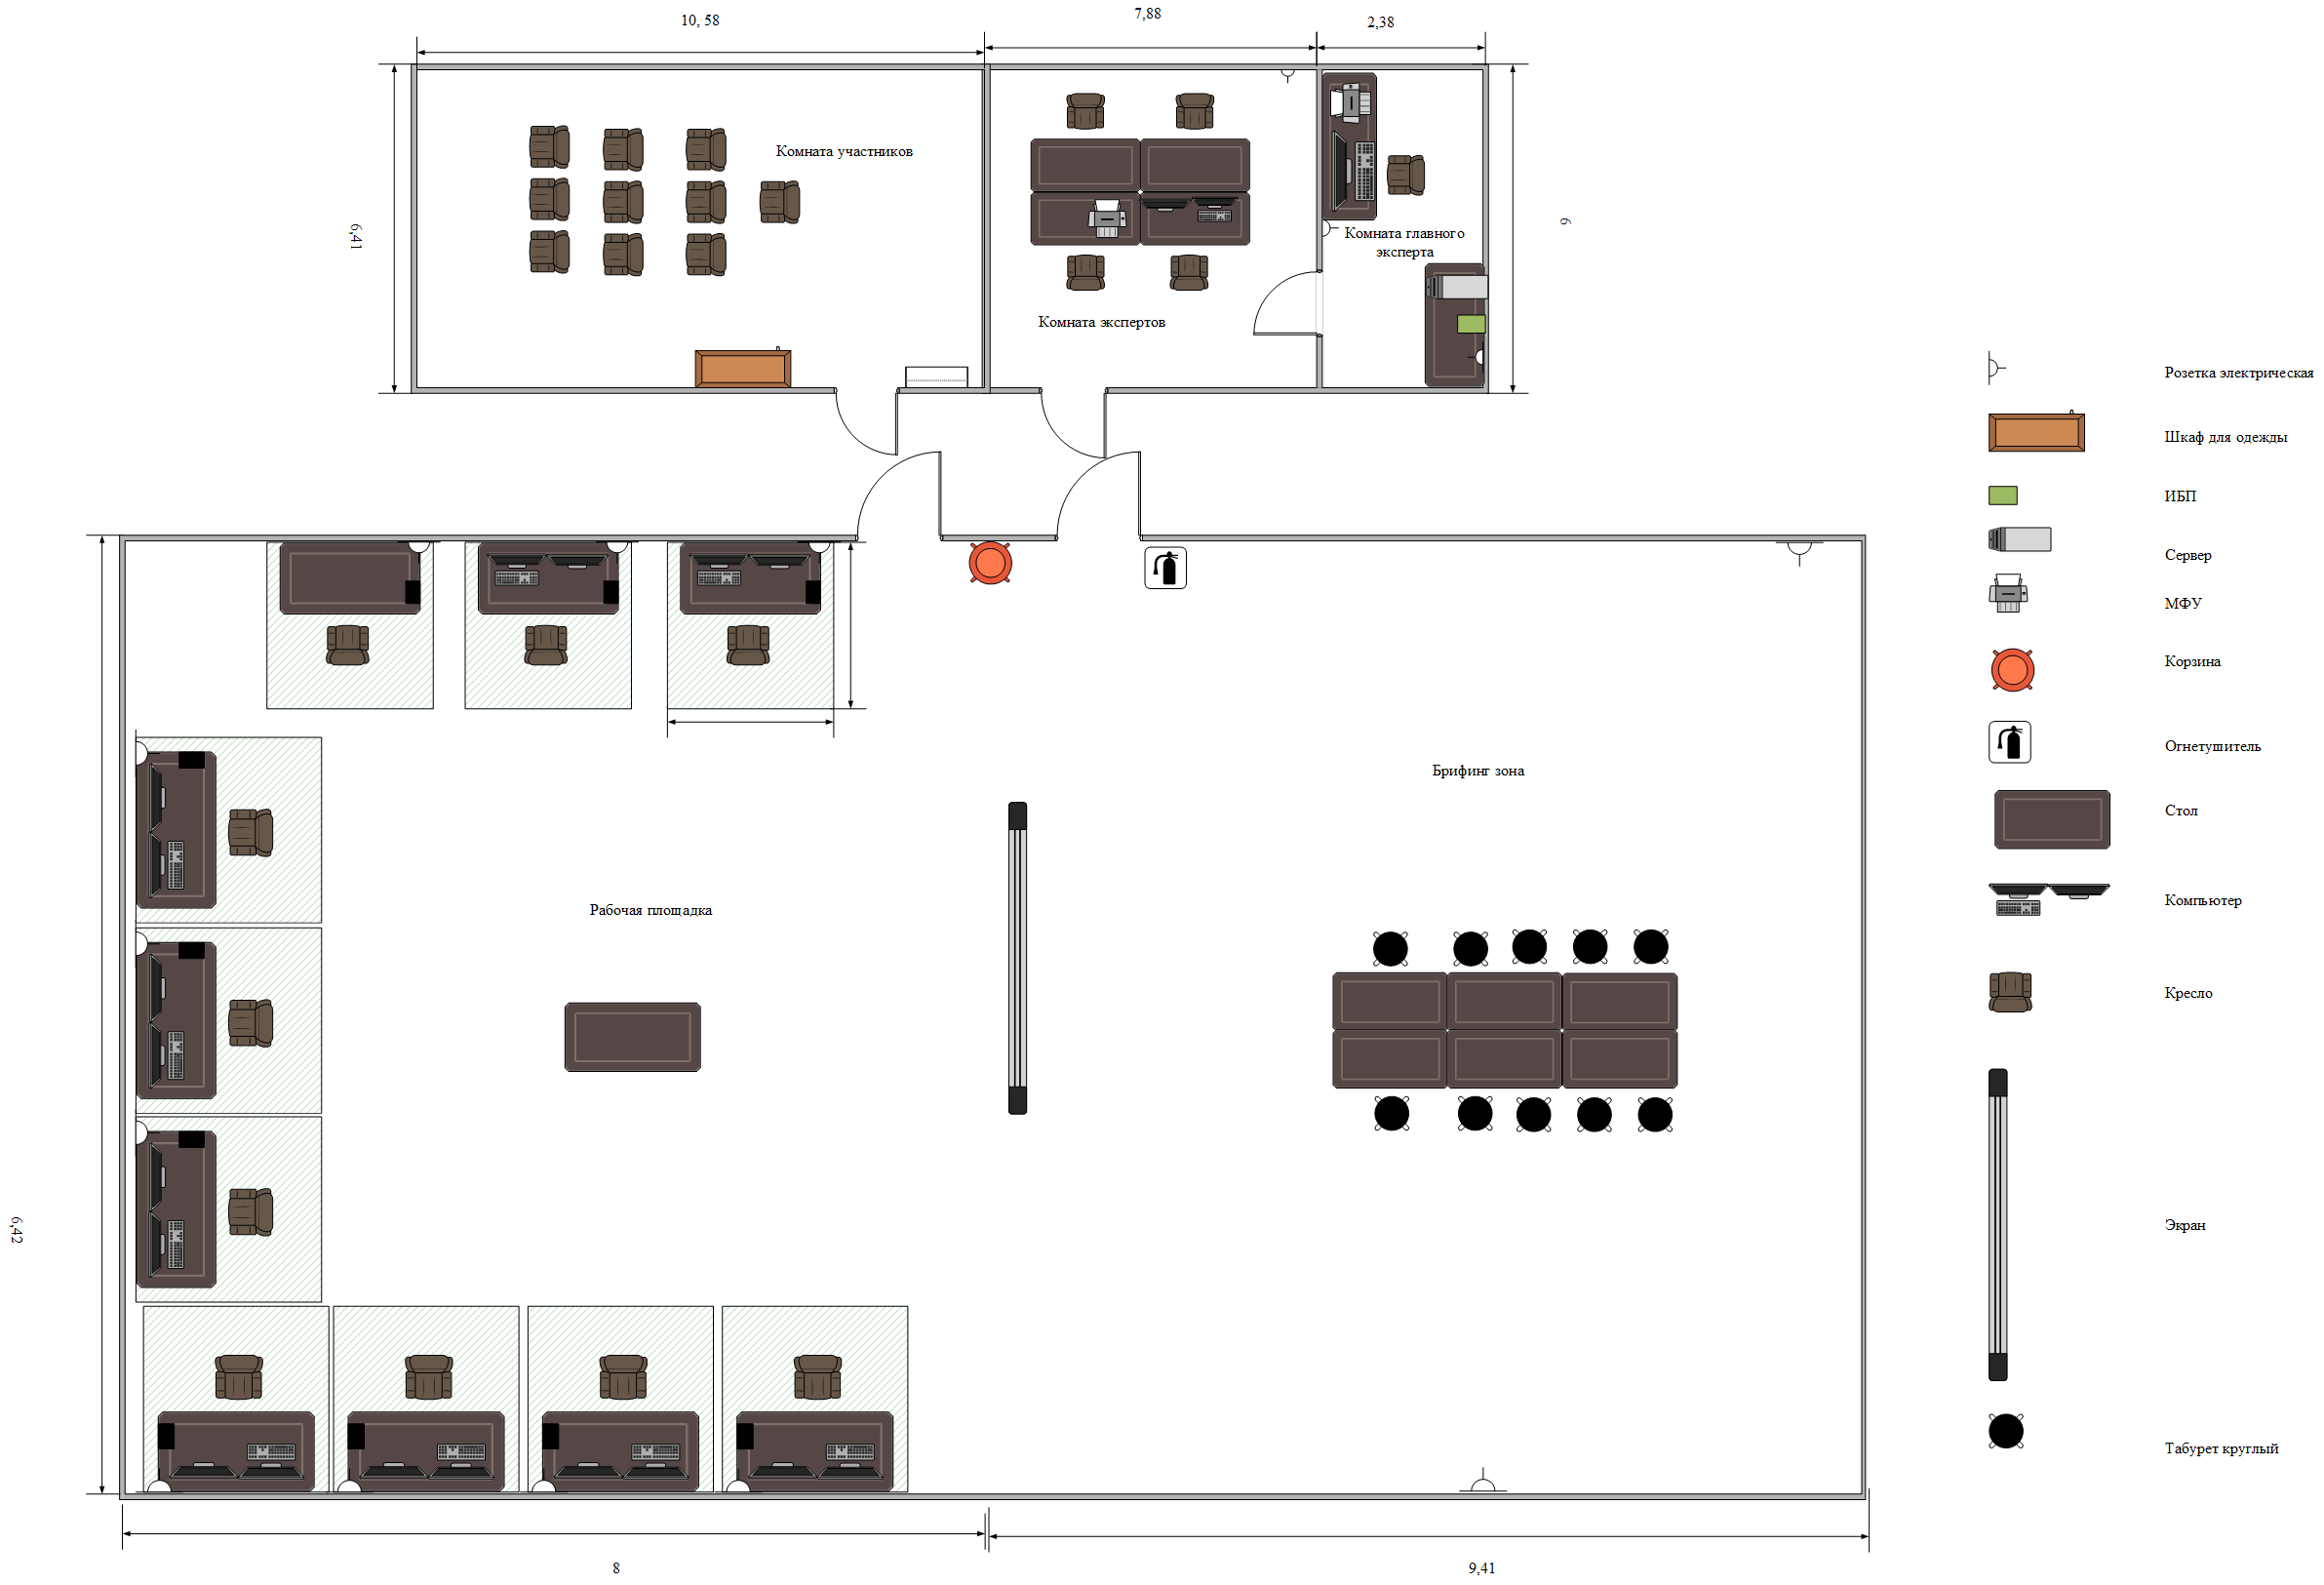 10, 58
7,88
2,38
Комната участников
6,41
6
Комната главного
эксперта
Комната экспертов
Розетка электрическая
Шкаф для одежды
ИБП
Сервер
МФУ
Корзина
Огнетушитель
Брифинг зона
Стол
Рабочая площадка
Компьютер
Кресло
6,42
Экран
Табурет круглый
8
9,41